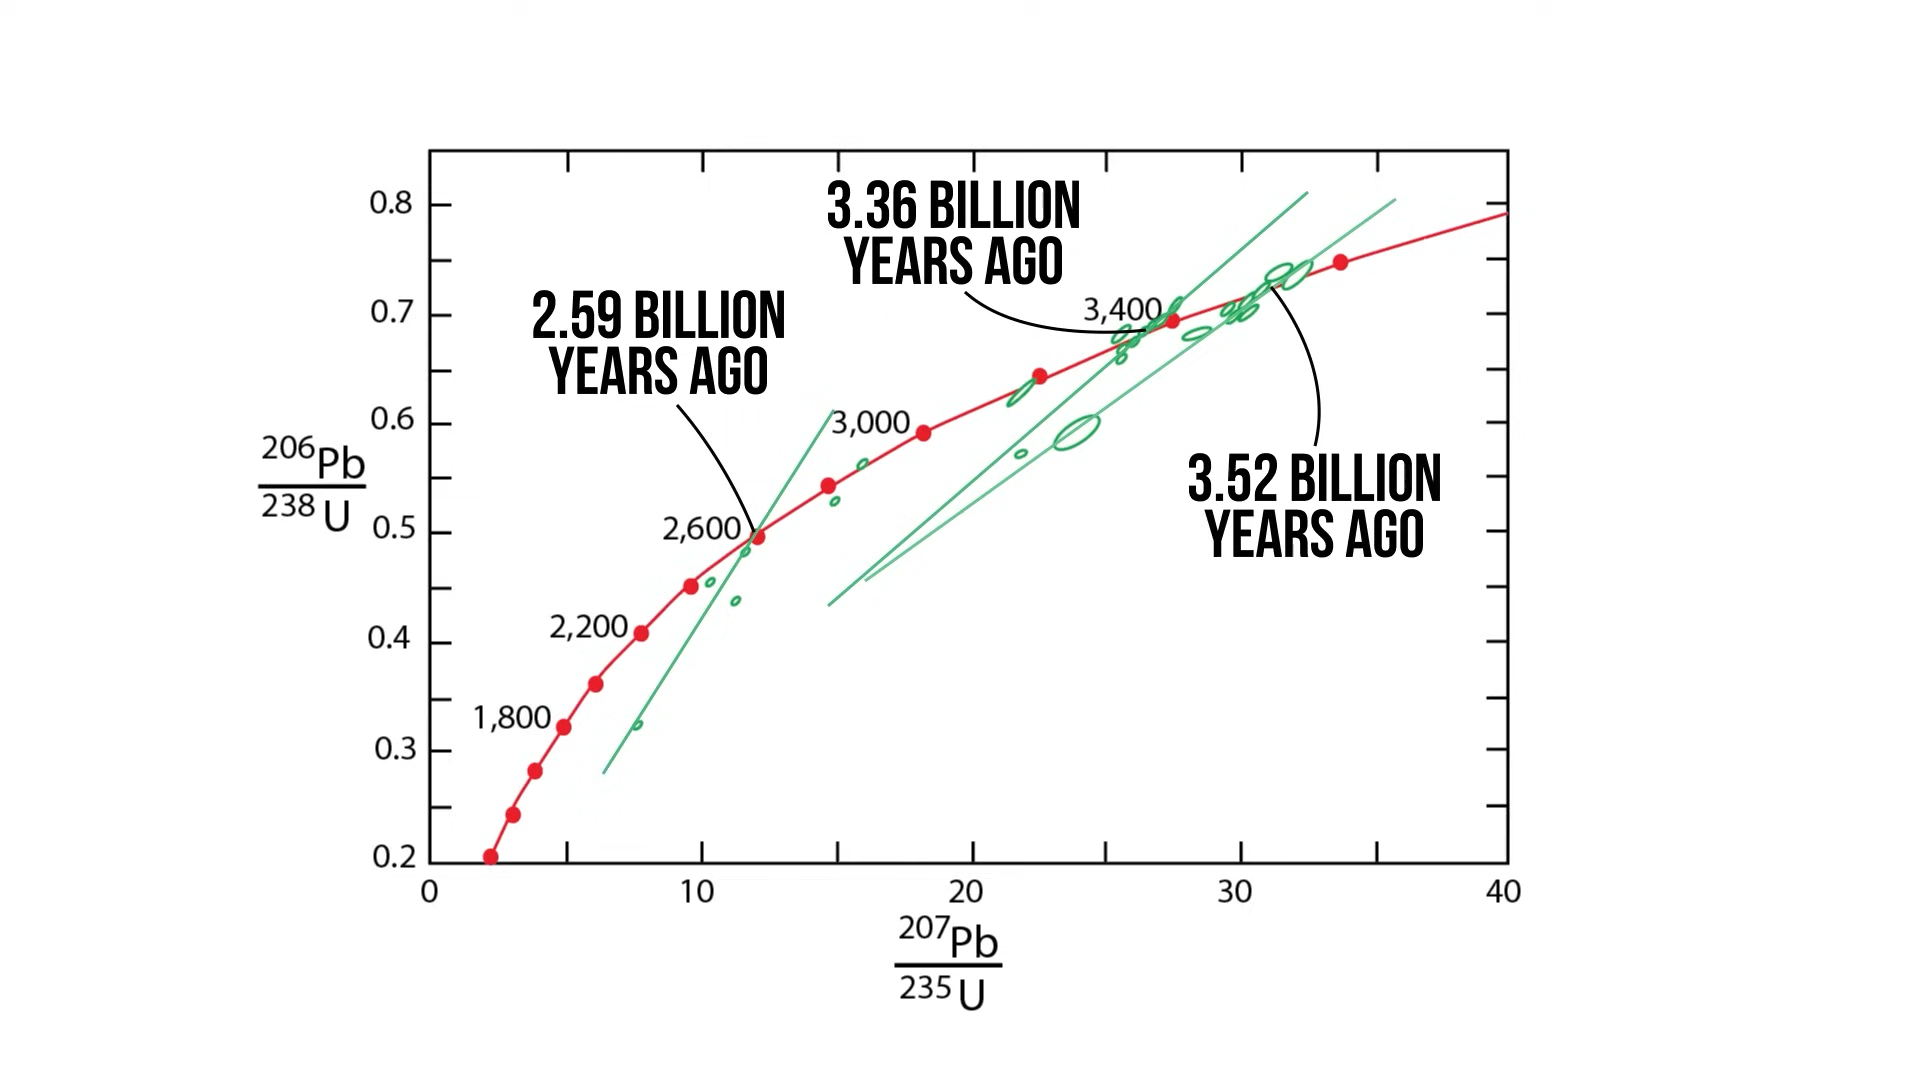 3.36 BILLION
YEARS AGO
2.59 BILLION
YEARS AGO
3.52 BILLION
YEARS AGO
0.8
0.7
0.6
0.5
0.4
0.3
0.2
3,400
3,000
2,600
2,200
1,800
206Pb
238U
0
10
20
30
40
207Pb
235U